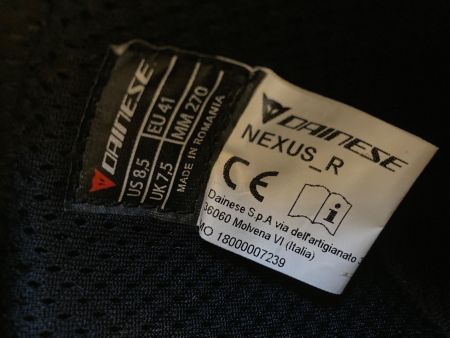 DAINESE
US 8,5
EU 41
UK 7,5
MM 270
MADE IN ROMANIA
DAINESE
NEXUS_R
CE
i
Dainese S.p.A via dell'artigianato
36060 Molvena VI (Italia)
MO 18000007239